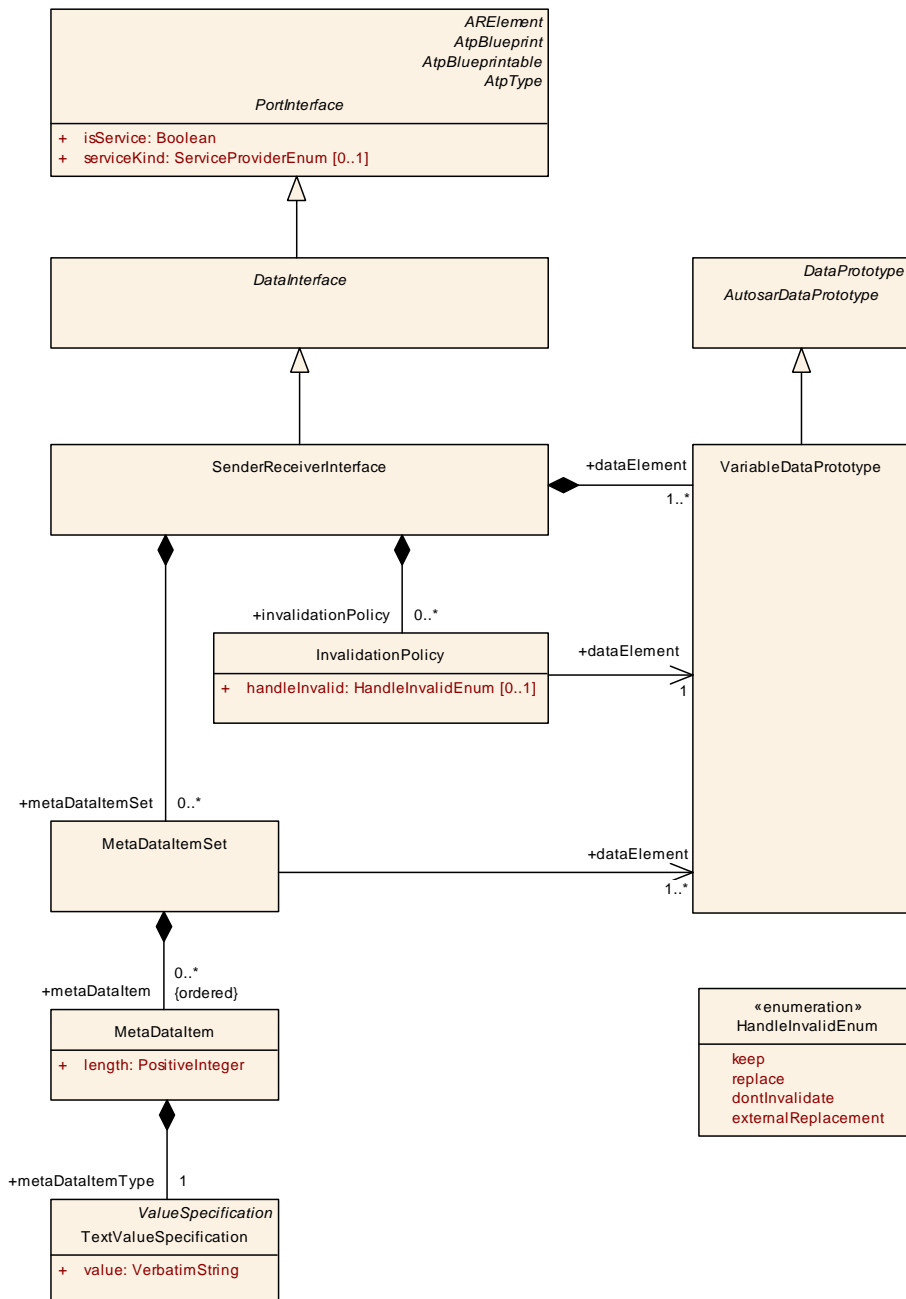 ARElement
AtpBlueprint
AtpBlueprintable
AtpType
PortInterface
+ isService: Boolean
+ serviceKind: ServiceProviderEnum [0..1]
DataInterface
DataPrototype
AutosarDataPrototype
SenderReceiverInterface
+dataElement
1..*
VariableDataPrototype
+invalidationPolicy 0..*
InvalidationPolicy
+ handleInvalid: HandleInvalidEnum [0..1]
+dataElement
1
+metaDataItemSet 0..*
MetaDataItemSet
+dataElement
1..*
+metaDataItem 0..*
{ordered}
MetaDataItem
+ length: PositiveInteger
«enumeration»
HandleInvalidEnum
keep
replace
dontInvalidate
externalReplacement
+metaDataItemType 1
ValueSpecification
TextValueSpecification
+ value: VerbatimString